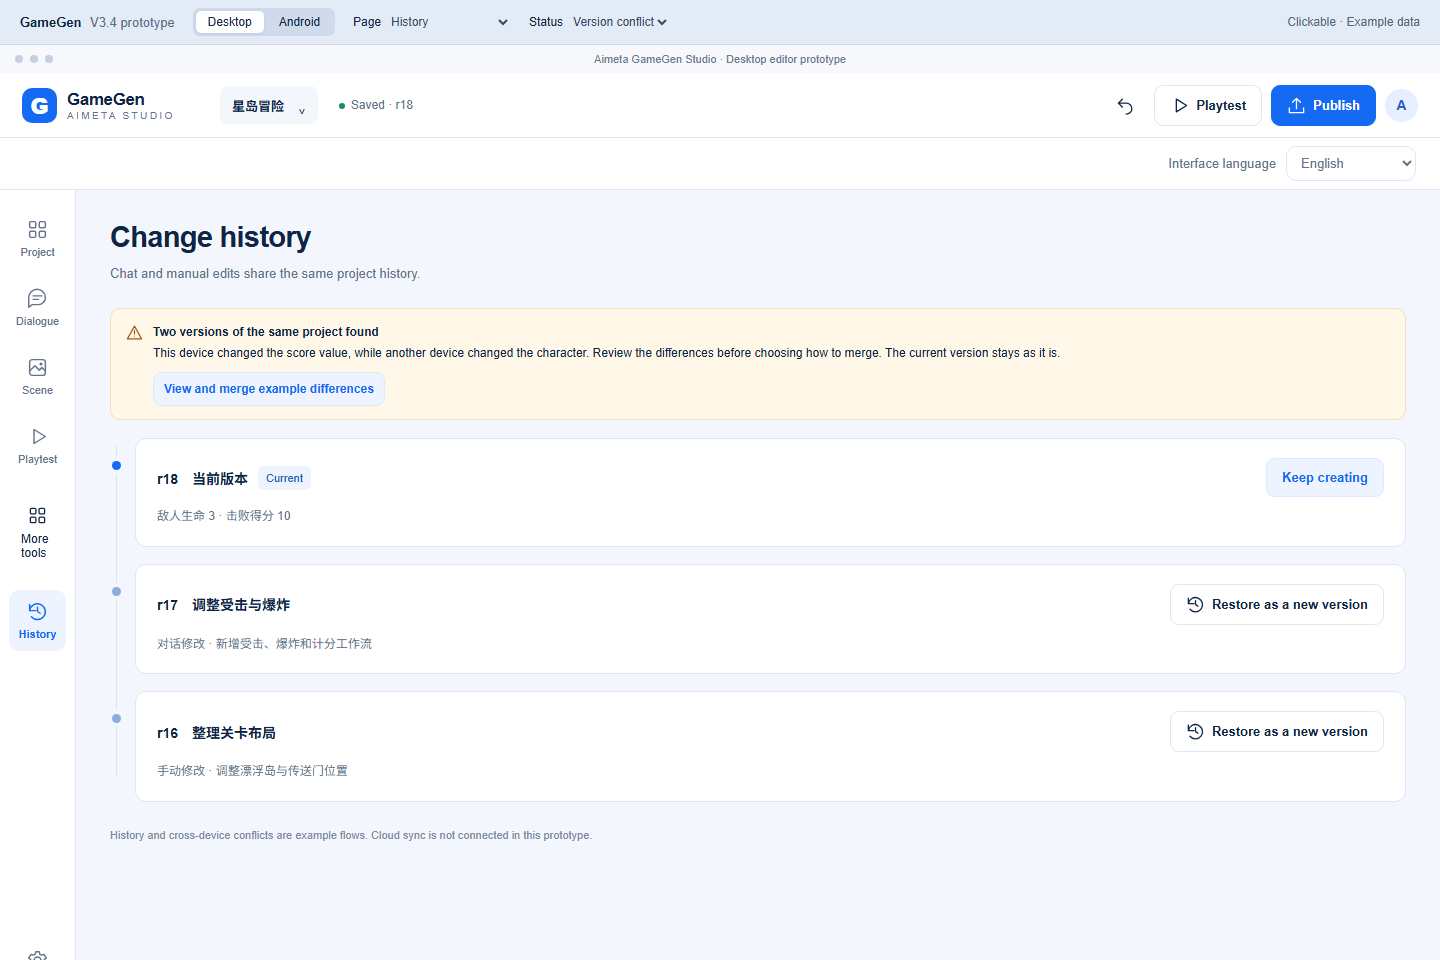 GameGen V3.4 prototype Desktop Android Page History Status Version conflict Clickable · Example data
Aimeta GameGen Studio · Desktop editor prototype
G GameGen
AIMETA STUDIO
星岛冒险
Saved · r18
Playtest
Publish
A
Interface language English
Project
Dialogue
Scene
Playtest
More
tools
History
Change history
Chat and manual edits share the same project history.
Two versions of the same project found
This device changed the score value, while another device changed the character. Review the differences before choosing how to merge. The current version stays as it is.
View and merge example differences
r18 当前版本 Current
Keep creating
敌人生命 3 · 击败得分 10
r17 调整受击与爆炸
Restore as a new version
对话修改 · 新增受击、爆炸和计分工作流
r16 整理关卡布局
Restore as a new version
手动修改 · 调整漂浮岛与传送门位置
History and cross-device conflicts are example flows. Cloud sync is not connected in this prototype.